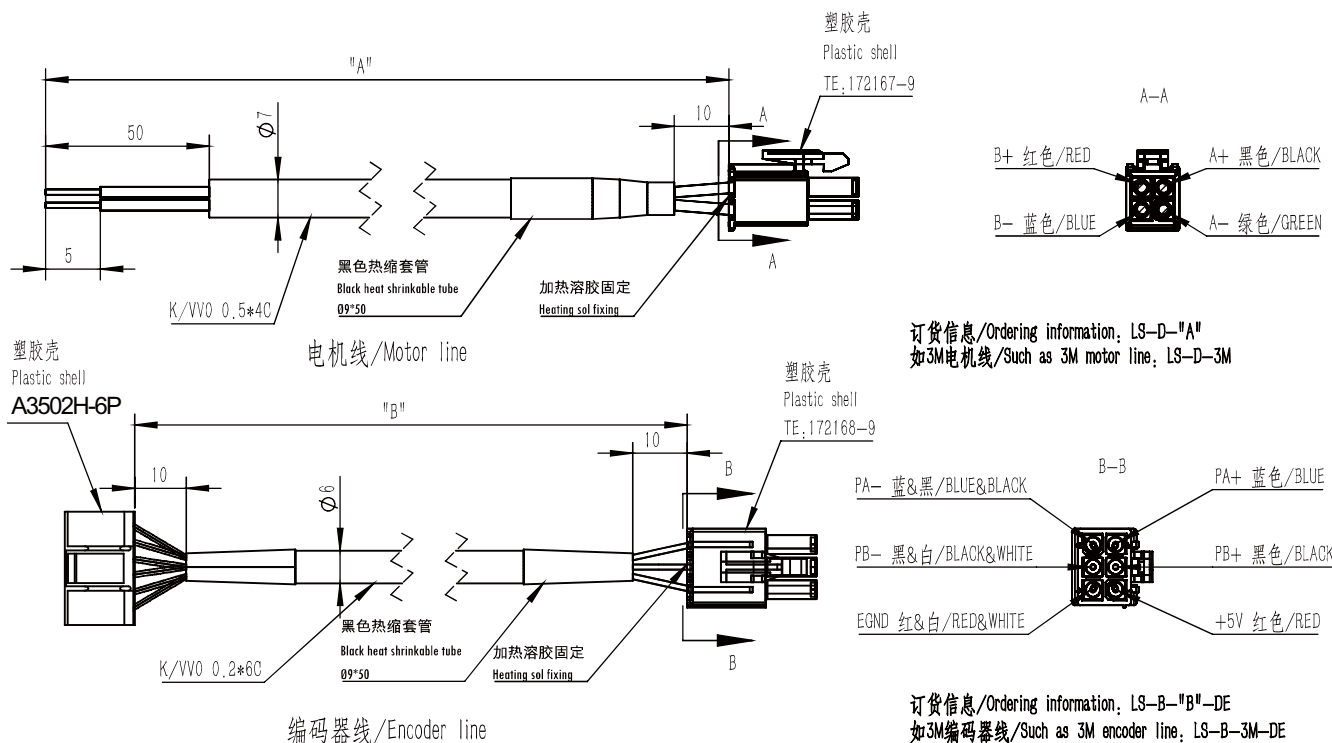 塑胶壳
Plastic shell
TE:172167-9
"A"
50
Ø7
10
A
5
A
K/VV0 0.5*4C
黑色热缩套管
Black heat shrinkable tube
Ø9*50
加热溶胶固定
Heating sol fixing
电机线/Motor line
A-A
B+ 红色/RED
A+ 黑色/BLACK
B- 蓝色/BLUE
A- 绿色/GREEN
订货信息/Ordering information: LS-D-"A"
如3M电机线/Such as 3M motor line: LS-D-3M
塑胶壳
Plastic shell
A3502H-6P
"B"
塑胶壳
Plastic shell
TE:172168-9
10
Ø6
10
B
B
K/VV0 0.2*6C
黑色热缩套管
Black heat shrinkable tube
Ø9*50
加热溶胶固定
Heating sol fixing
编码器线/Encoder line
B-B
PA- 蓝&黑/BLUE&BLACK
PA+ 蓝色/BLUE
PB- 黑&白/BLACK&WHITE
PB+ 黑色/BLACK
EGND 红&白/RED&WHITE
+5V 红色/RED
订货信息/Ordering information: LS-B-"B"-DE
如3M编码器线/Such as 3M encoder line: LS-B-3M-DE